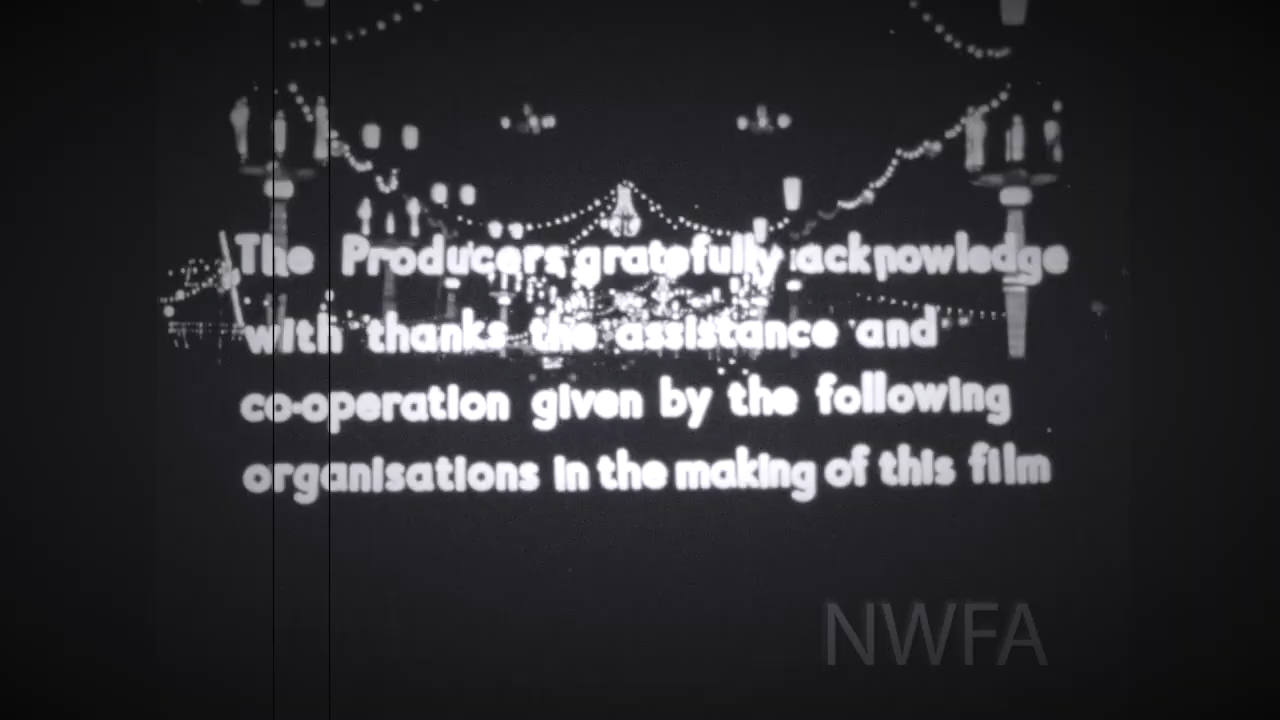 The Producers gratefully acknowledge
with thanks the assistance and
co-operation given by the following
organisations in the making of this film
NWFA